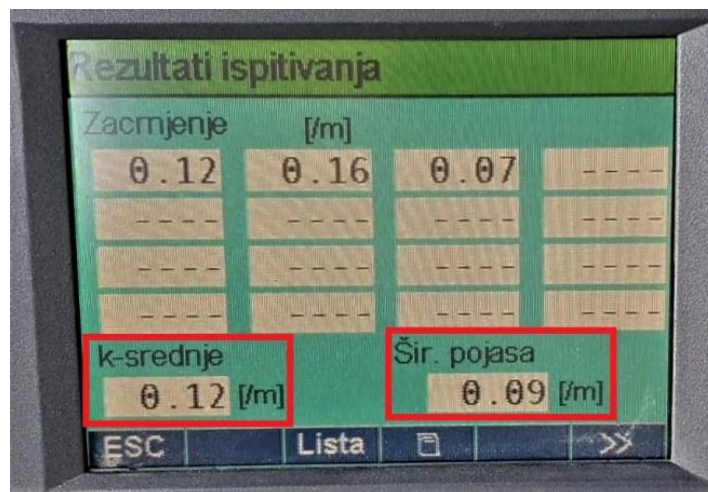 Rezultati ispitivanja
Zacrnjenje [/m]
0.12 0.16 0.07 ----
---- ---- ---- ----
---- ---- ---- ----
---- ---- ---- ----
k-srednje Šir. pojasa
0.12 [/m] 0.09 [/m]
ESC Lista >>